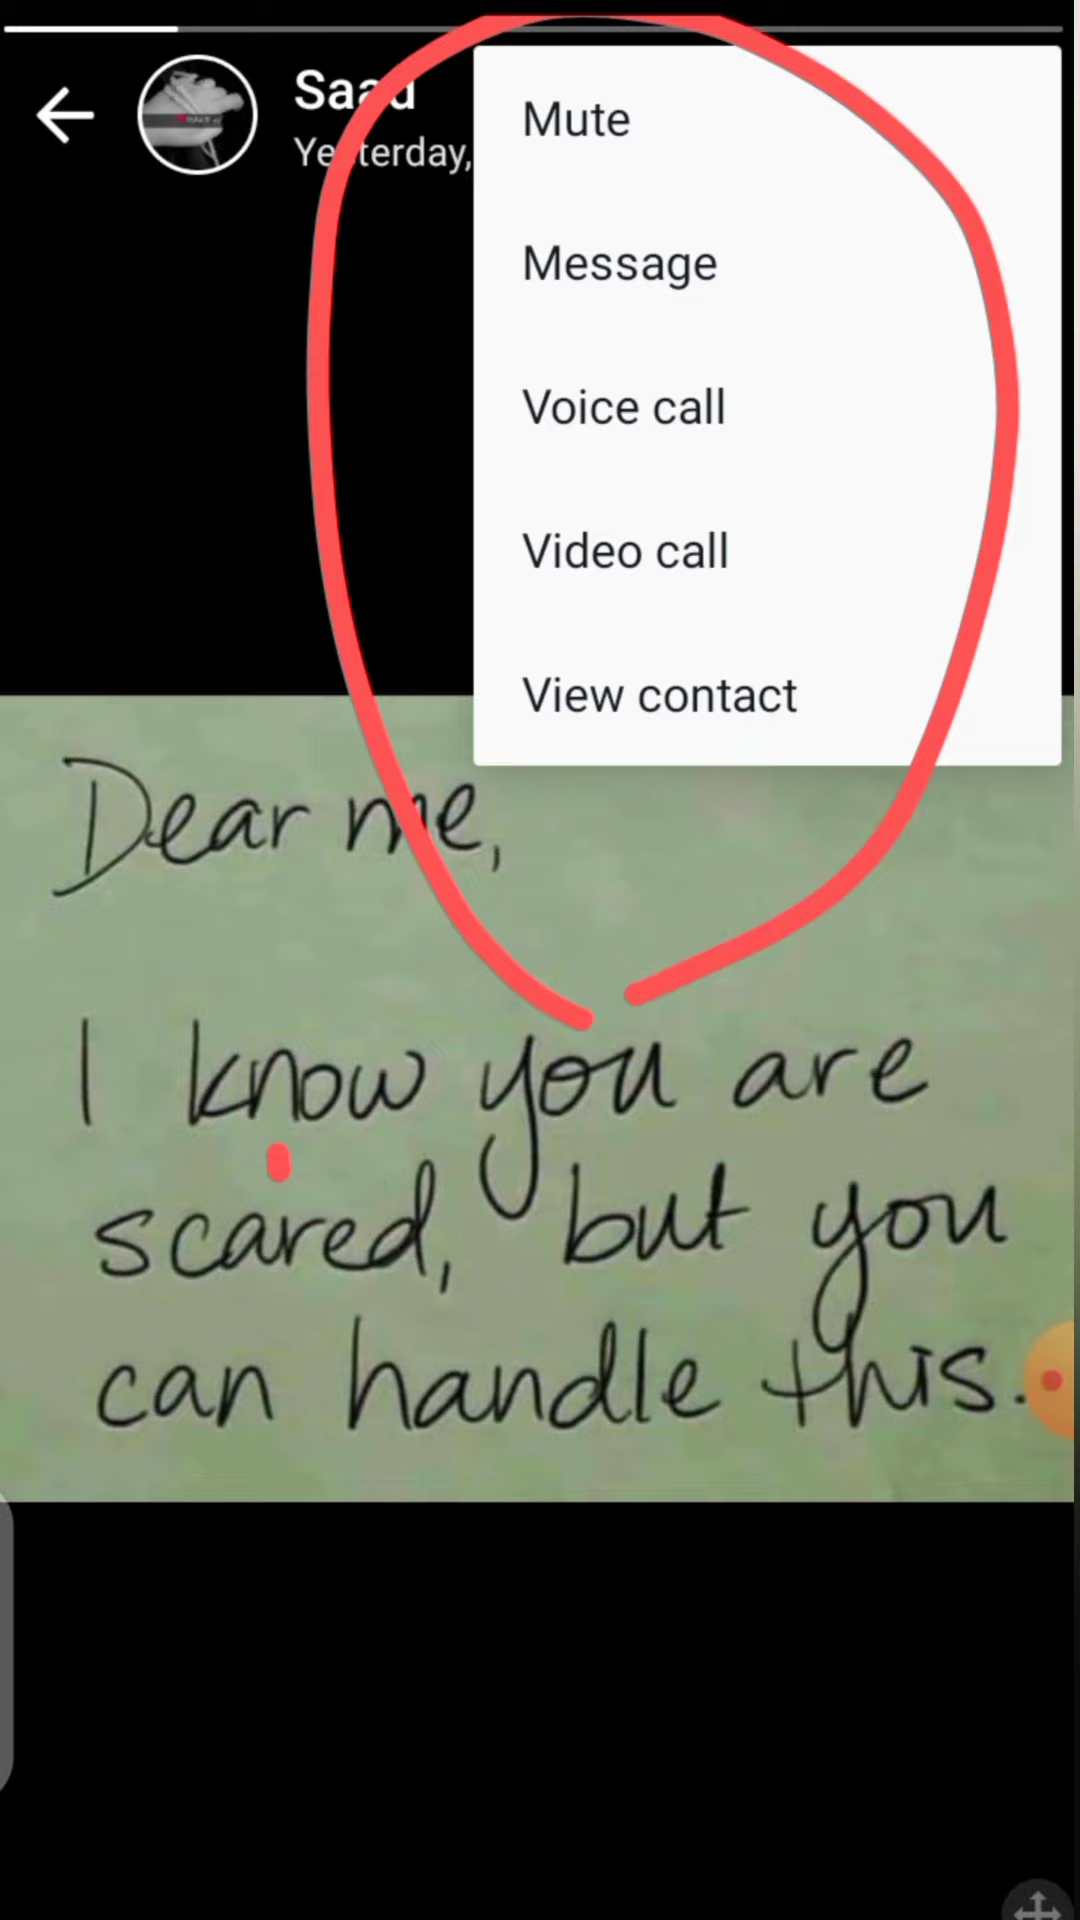 Saad
Yesterday,
Mute
Message
Voice call
Video call
View contact
Dear me,
I know you are
scared, but you
can handle this.